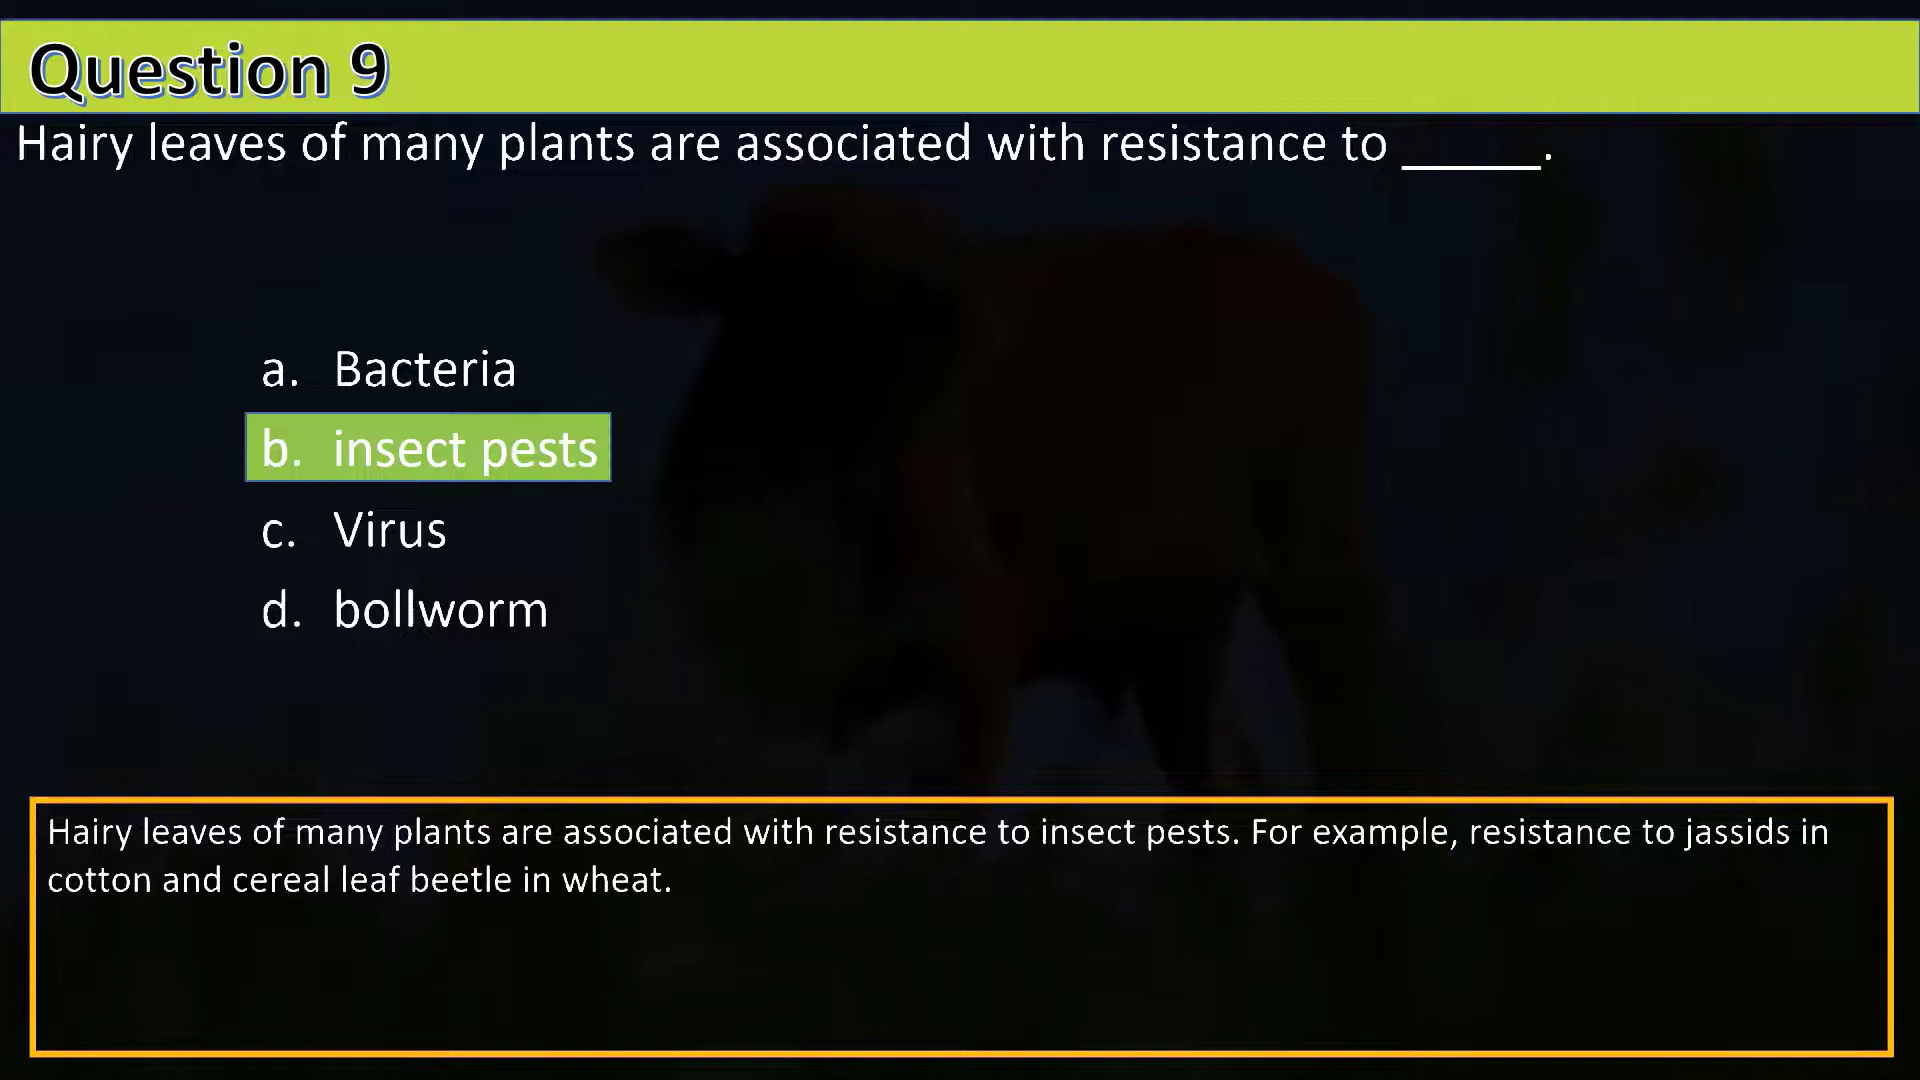 Question 9
Hairy leaves of many plants are associated with resistance to _____.
a. Bacteria
b. insect pests
c. Virus
d. bollworm
Hairy leaves of many plants are associated with resistance to insect pests. For example, resistance to jassids in
cotton and cereal leaf beetle in wheat.